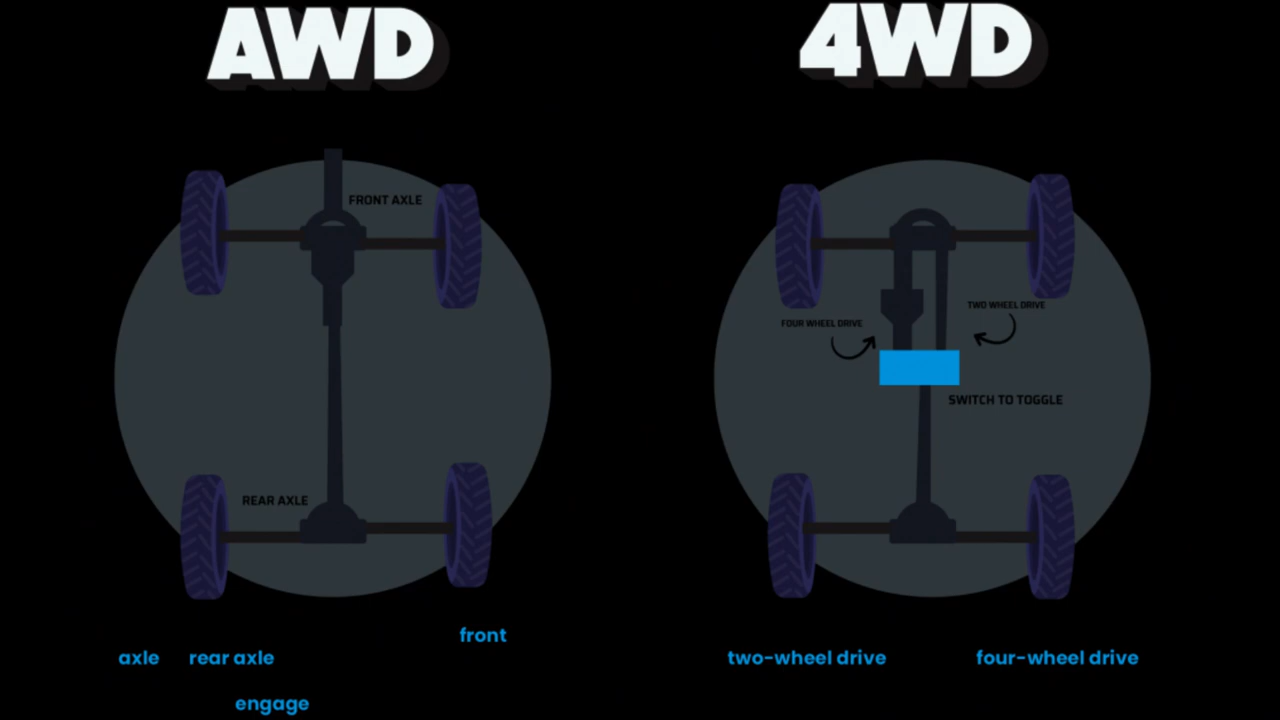 AWD
4WD
FRONT AXLE
TWO WHEEL DRIVE
FOUR WHEEL DRIVE
SWITCH TO TOGGLE
REAR AXLE
front
axle rear axle
two-wheel drive four-wheel drive
engage